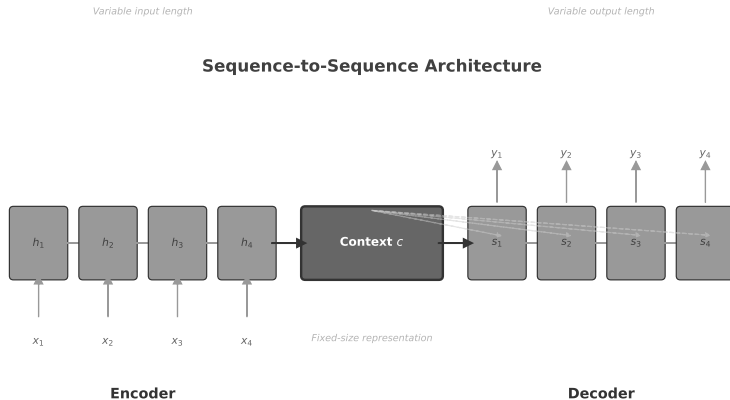 Variable input length
Variable output length
Sequence-to-Sequence Architecture
y₁ y₂ y₃ y₄
h₁ h₂ h₃ h₄ Context c s₁ s₂ s₃ s₄
x₁ x₂ x₃ x₄
Fixed-size representation
Encoder
Decoder